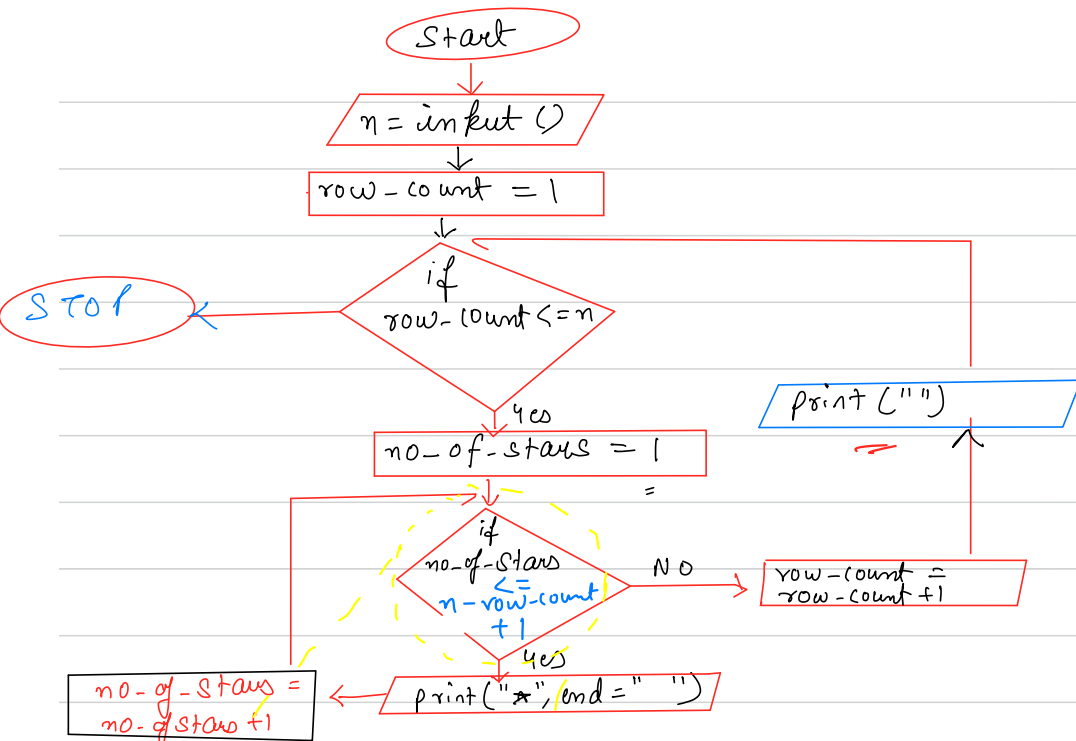 Start
n = input ()
row-count = 1
if
row-count <= n
STOP
Yes
no-of-stars = 1
=
print ("")
if
no-of-stars
<=
n-row-count
+1
NO
row-count =
row-count +1
Yes
print("*", end=" ")
no-of-stars =
no-of stars +1